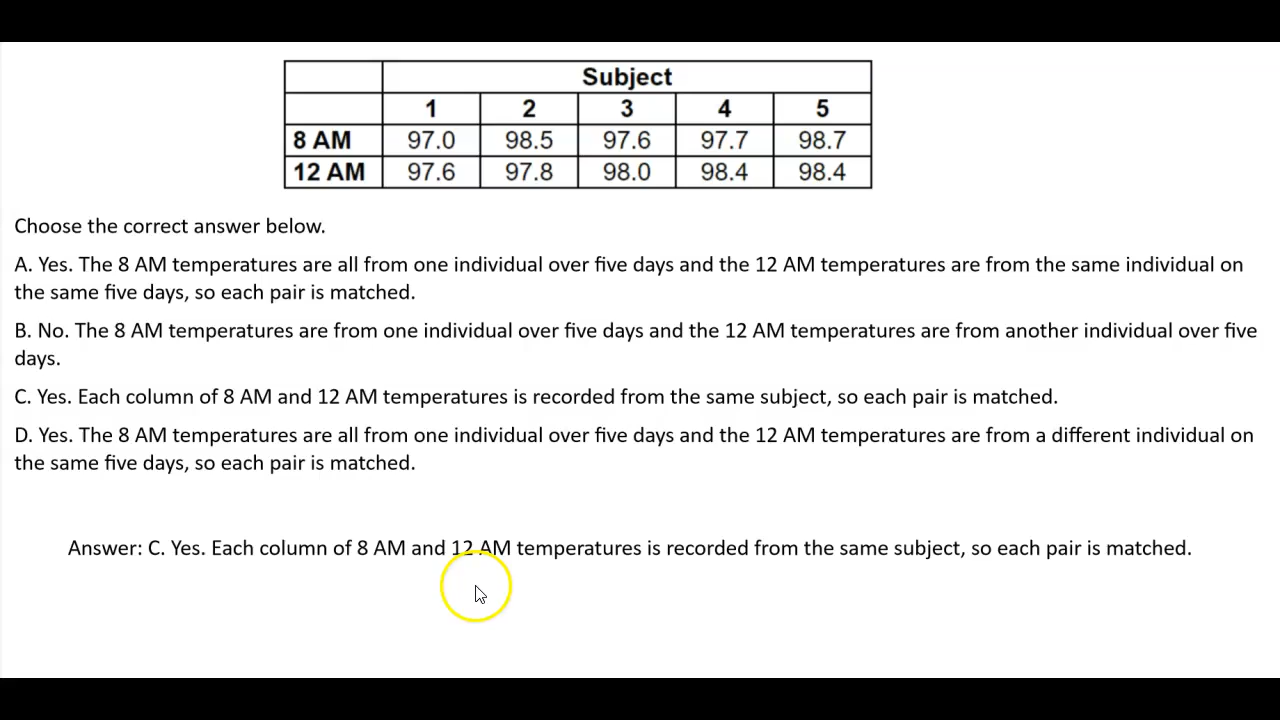 Subject
1 2 3 4 5
8 AM 97.0 98.5 97.6 97.7 98.7
12 AM 97.6 97.8 98.0 98.4 98.4
Choose the correct answer below.
A. Yes. The 8 AM temperatures are all from one individual over five days and the 12 AM temperatures are from the same individual on
the same five days, so each pair is matched.
B. No. The 8 AM temperatures are from one individual over five days and the 12 AM temperatures are from another individual over five
days.
C. Yes. Each column of 8 AM and 12 AM temperatures is recorded from the same subject, so each pair is matched.
D. Yes. The 8 AM temperatures are all from one individual over five days and the 12 AM temperatures are from a different individual on
the same five days, so each pair is matched.
Answer: C. Yes. Each column of 8 AM and 12 AM temperatures is recorded from the same subject, so each pair is matched.